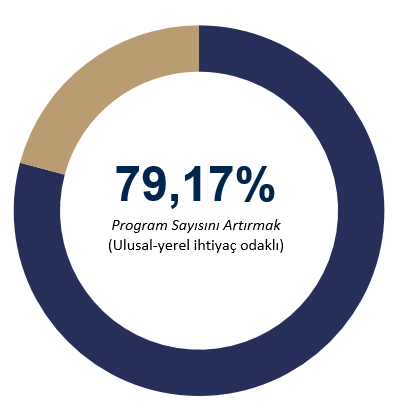 79,17%
Program Sayısını Artırmak
(Ulusal-yerel ihtiyaç odaklı)